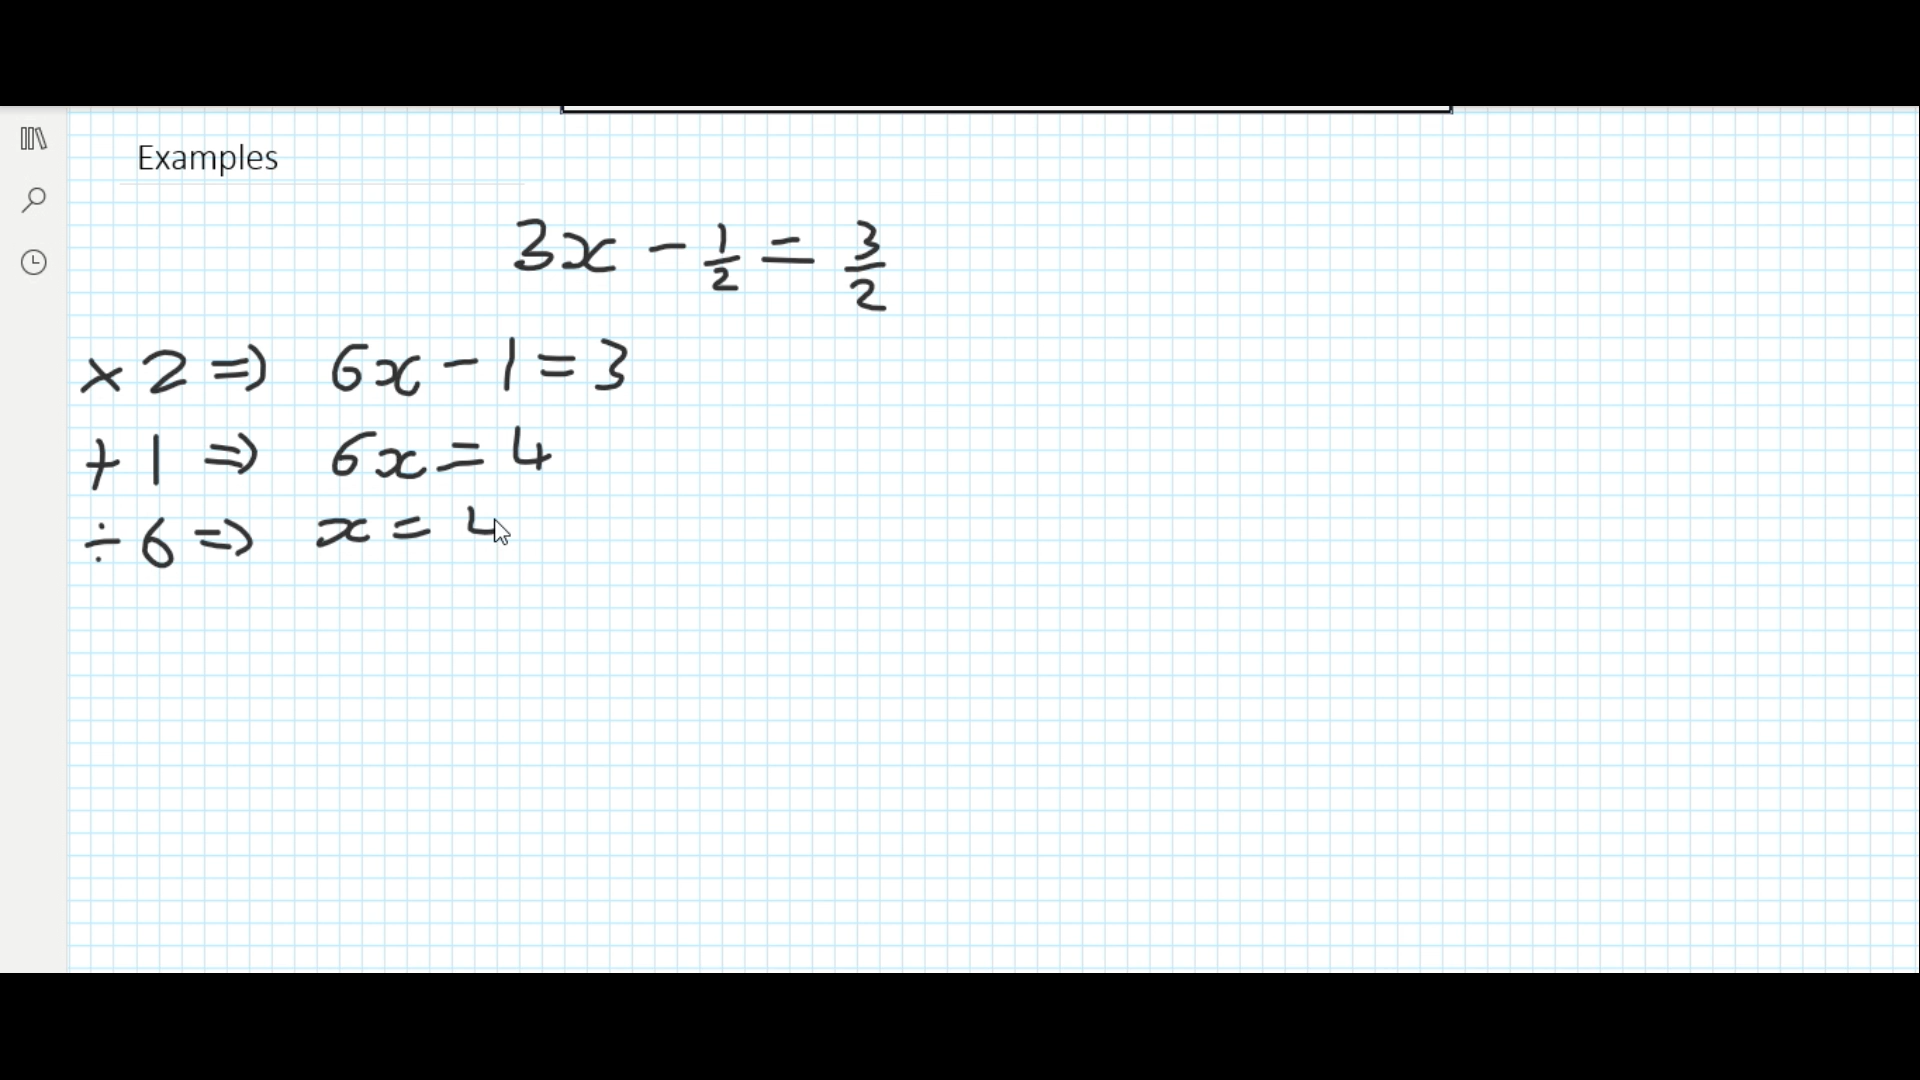 Examples
3x - 1/2 = 3/2
×2 ⇒ 6x - 1 = 3
+1 ⇒ 6x = 4
÷6 ⇒ x = 4